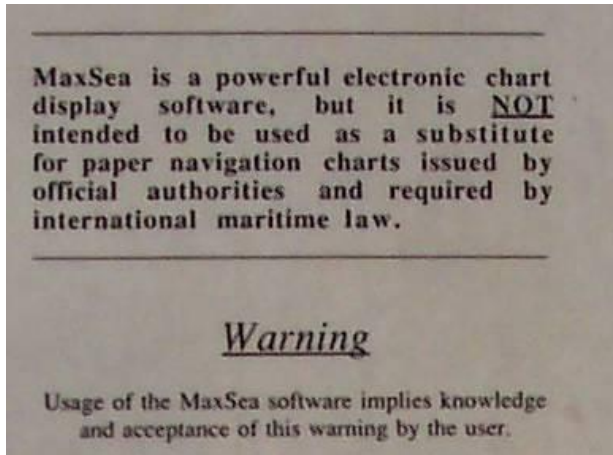 MaxSea is a powerful electronic chart
display software, but it is NOT
intended to be used as a substitute
for paper navigation charts issued by
official authorities and required by
international maritime law.
Warning
Usage of the MaxSea software implies knowledge
and acceptance of this warning by the user.